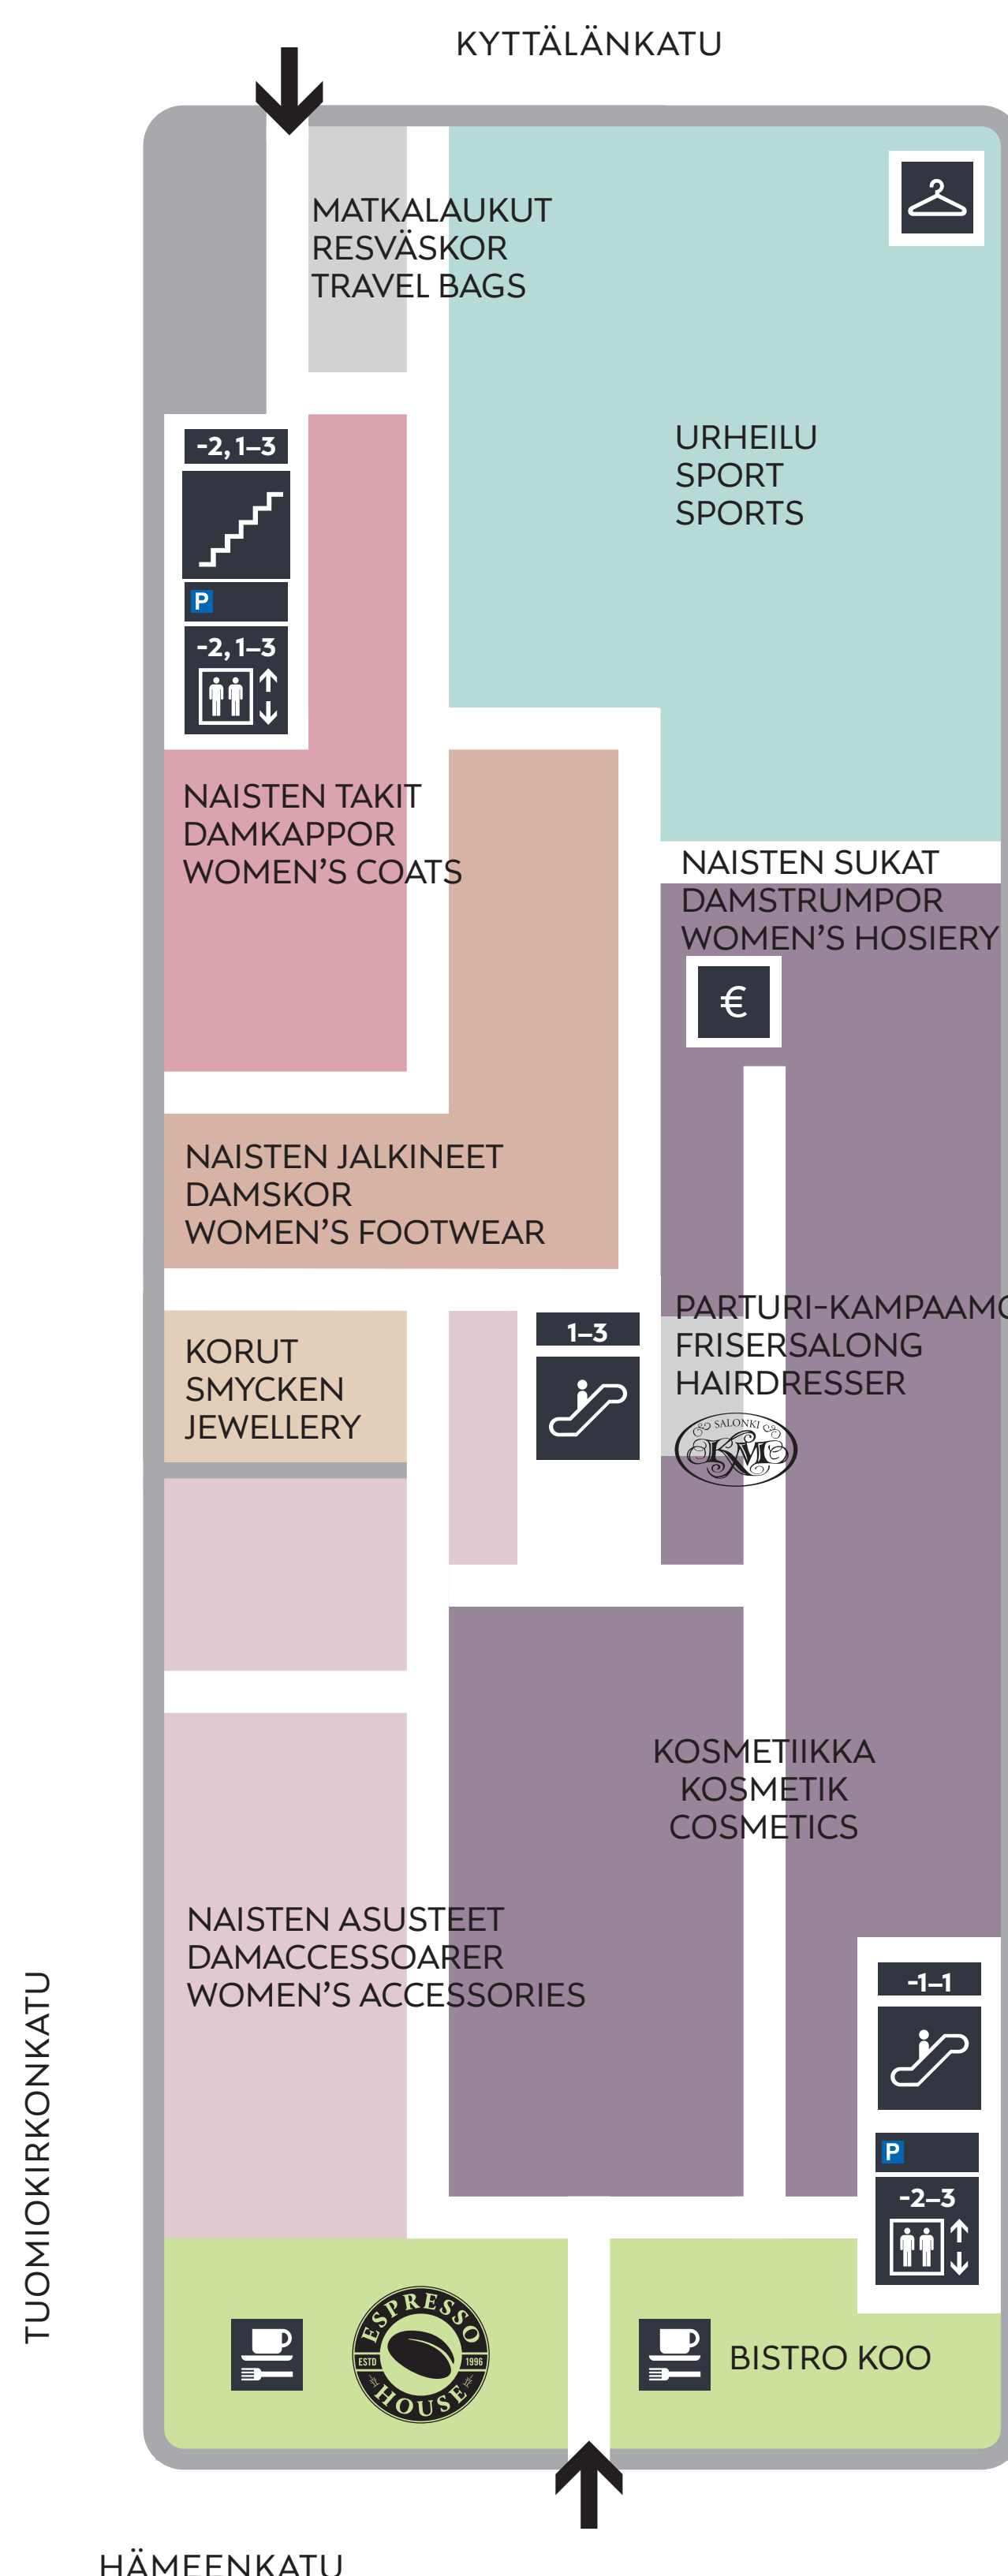 KYTTÄLÄNKATU
MATKALAUKUT
RESVÄSKOR
TRAVEL BAGS
URHEILU
SPORT
SPORTS
-2, 1–3
P
-2, 1–3
NAISTEN TAKIT
DAMKAPPOR
WOMEN’S COATS
NAISTEN SUKAT
DAMSTRUMPOR
WOMEN’S HOSIERY
€
NAISTEN JALKINEET
DAMSKOR
WOMEN’S FOOTWEAR
KORUT
SMYCKEN
JEWELLERY
1–3
PARTURI-KAMPAAMO
FRISERSALONG
HAIRDRESSER
SALONKI
KM
KOSMETIIKKA
KOSMETIK
COSMETICS
NAISTEN ASUSTEET
DAMACCESSOARER
WOMEN’S ACCESSORIES
-1–1
P
-2–3
TUOMIOKIRKONKATU
ESPRESSO
ESTD 1996
HOUSE
BISTRO KOO
HÄMEENKATU